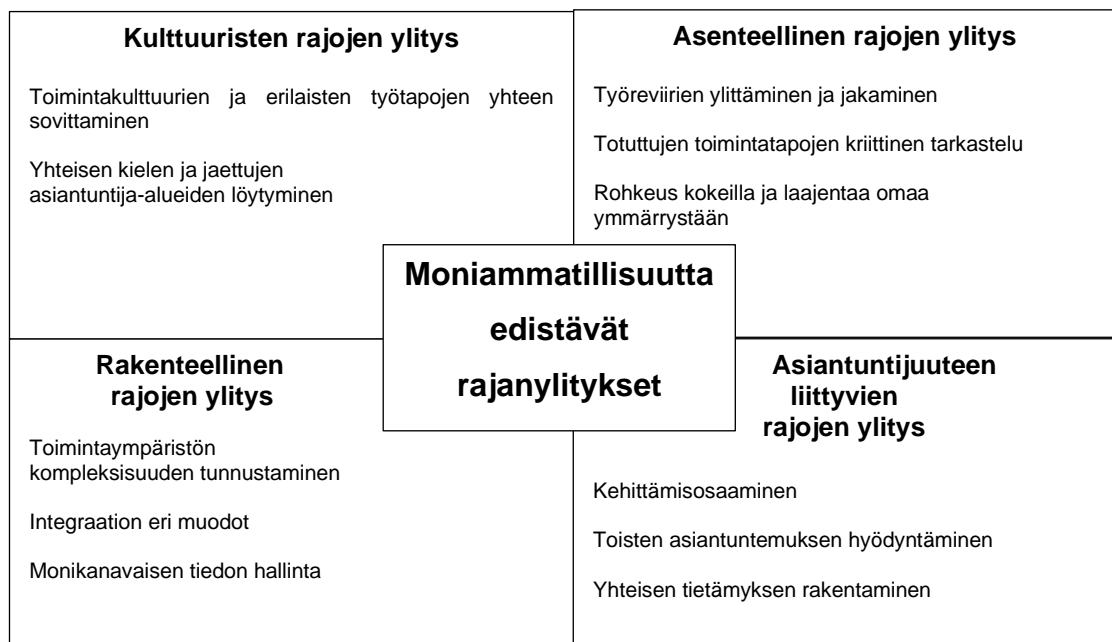 Kulttuuristen rajojen ylitys
Toimintakulttuurien ja erilaisten työtapojen yhteen
sovittaminen
Yhteisen kielen ja jaettujen
asiantuntija-alueiden löytyminen
Asenteellinen rajojen ylitys
Työreviirien ylittäminen ja jakaminen
Totuttujen toimintatapojen kriittinen tarkastelu
Rohkeus kokeilla ja laajentaa omaa
ymmärrystään
Moniammatillisuutta
edistävät
rajanylitykset
Rakenteellinen
rajojen ylitys
Toimintaympäristön
kompleksisuuden tunnustaminen
Integraation eri muodot
Monikanavaisen tiedon hallinta
Asiantuntijuuteen
liittyvien
rajojen ylitys
Kehittämisosaaminen
Toisten asiantuntemuksen hyödyntäminen
Yhteisen tietämyksen rakentaminen